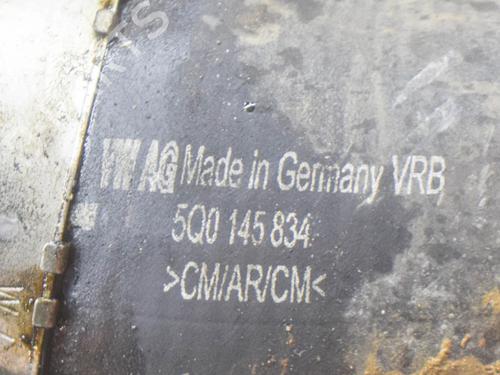 VW AG Made in Germany VRB
5Q0 145 834
>CM/AR/CM<